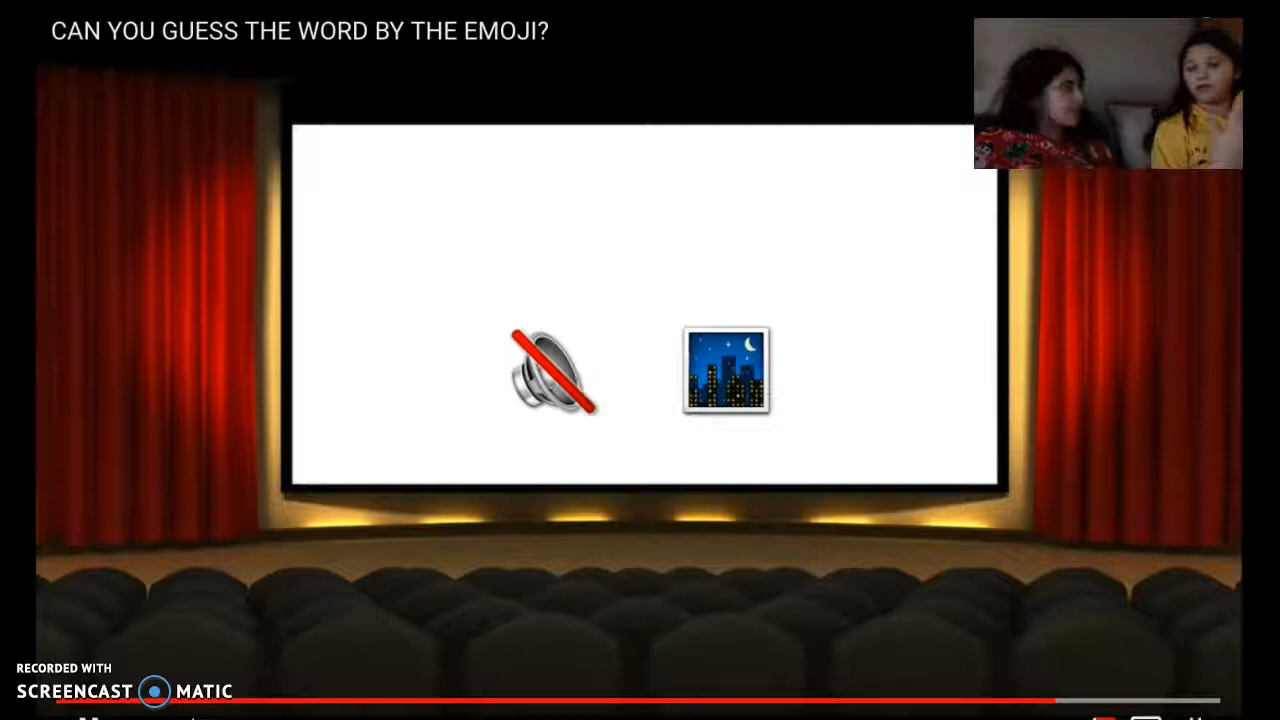 CAN YOU GUESS THE WORD BY THE EMOJI?
RECORDED WITH
SCREENCAST MATIC